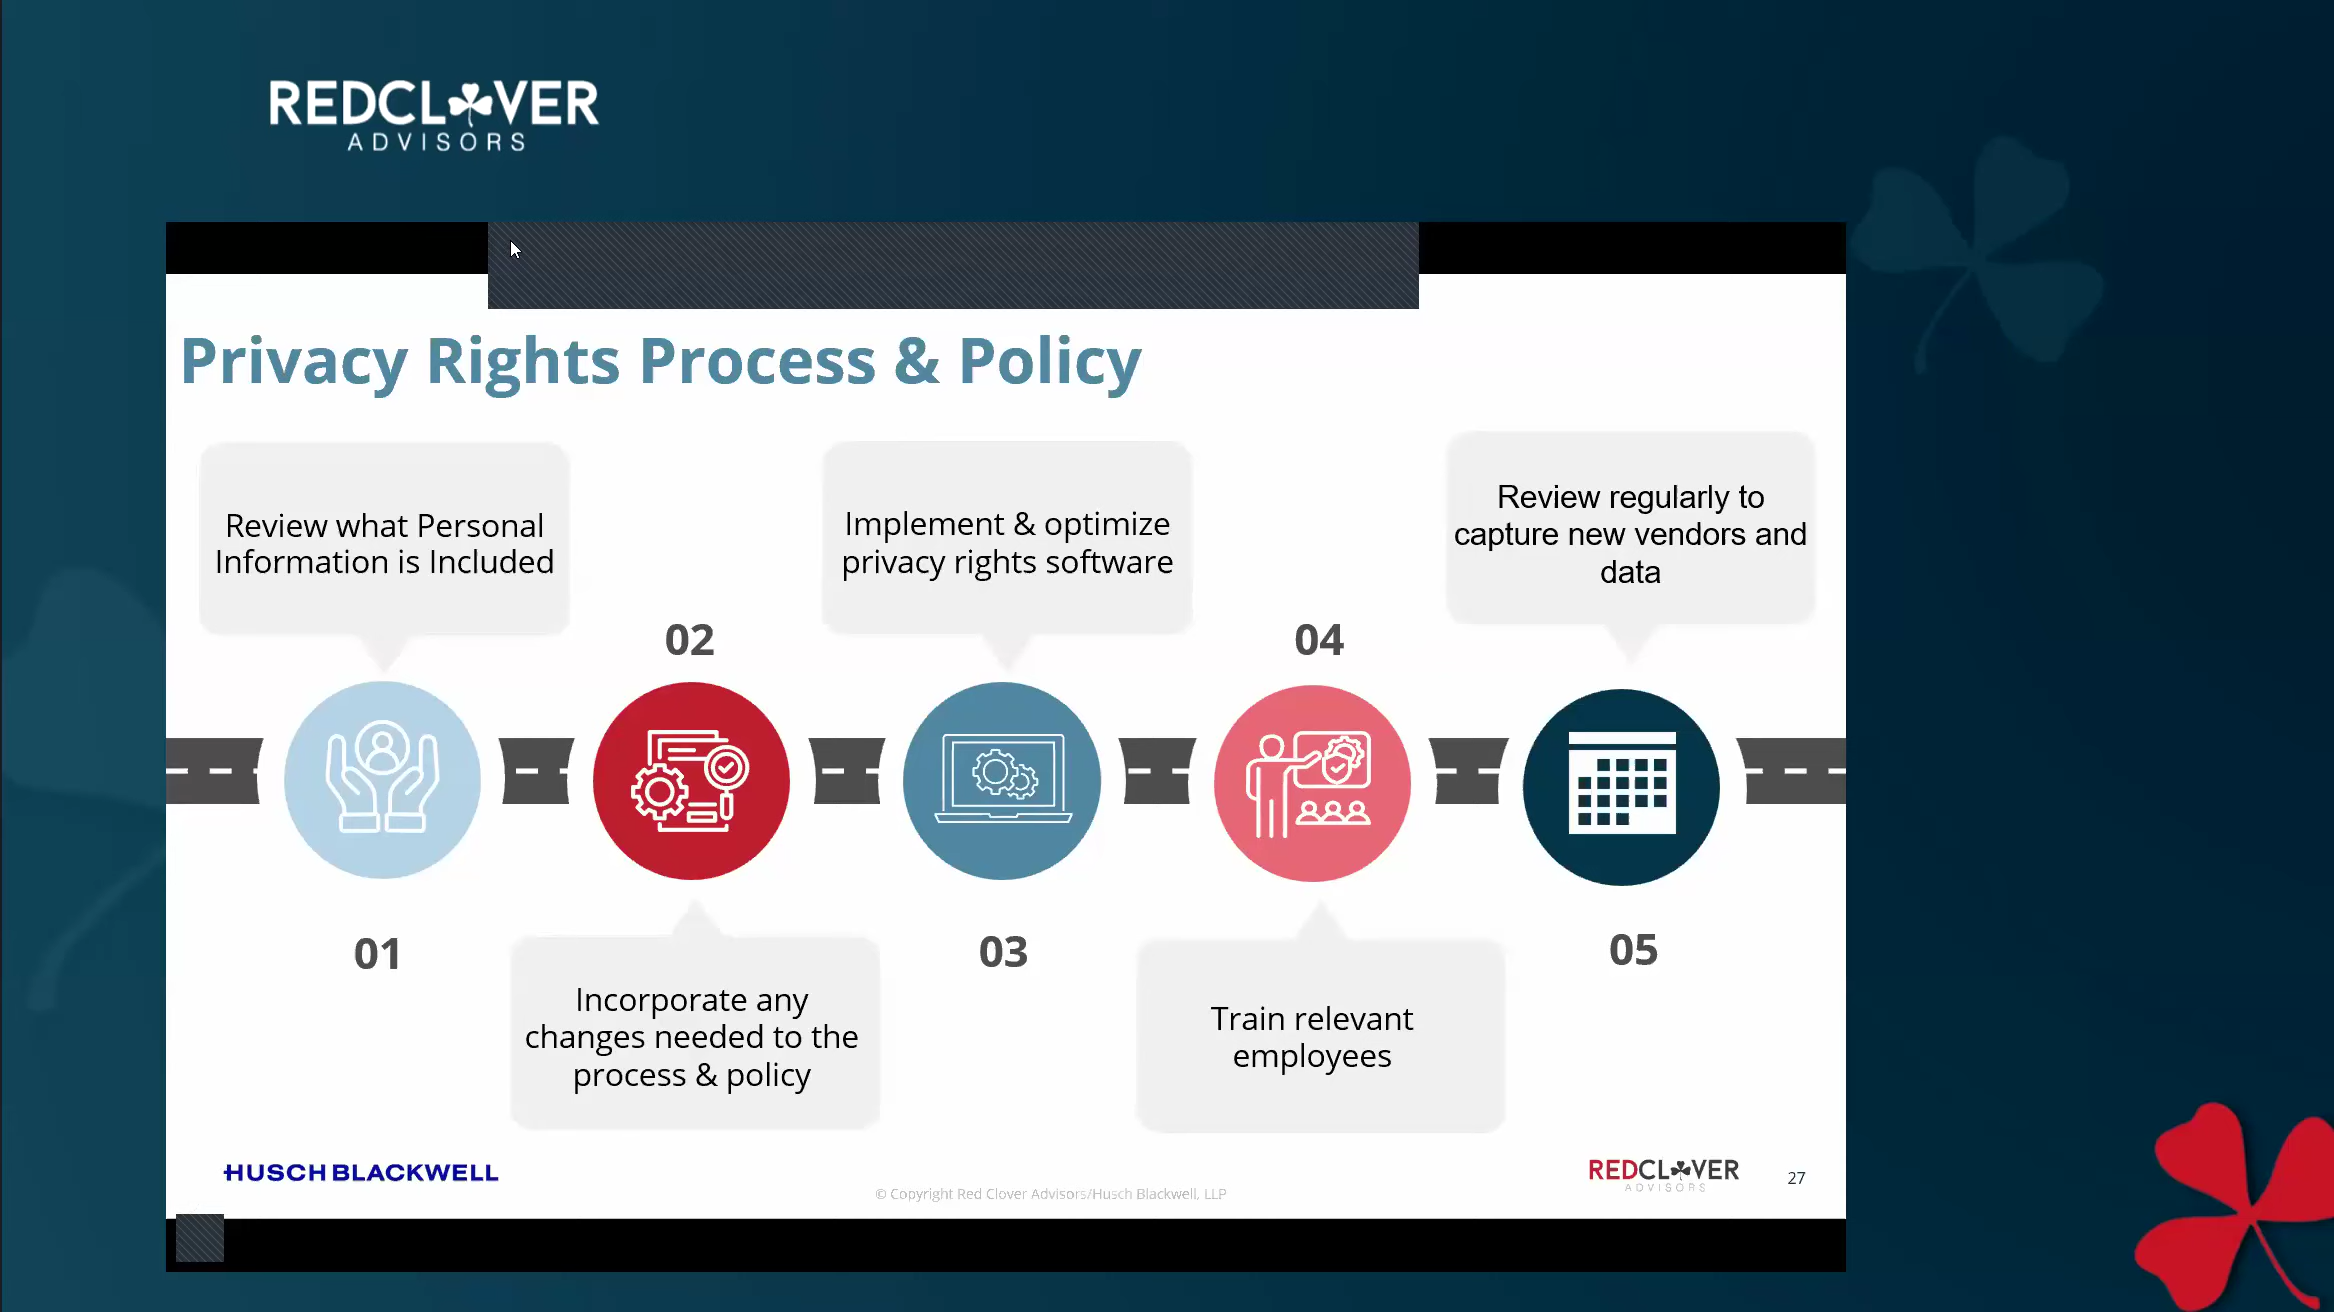 REDCLOVER
ADVISORS
Privacy Rights Process & Policy
Review what Personal
Information is Included
01
02
Incorporate any
changes needed to the
process & policy
Implement & optimize
privacy rights software
03
04
Train relevant
employees
Review regularly to
capture new vendors and
data
05
HUSCH BLACKWELL
© Copyright Red Clover Advisors/Husch Blackwell, LLP
REDCLOVER
ADVISORS
27